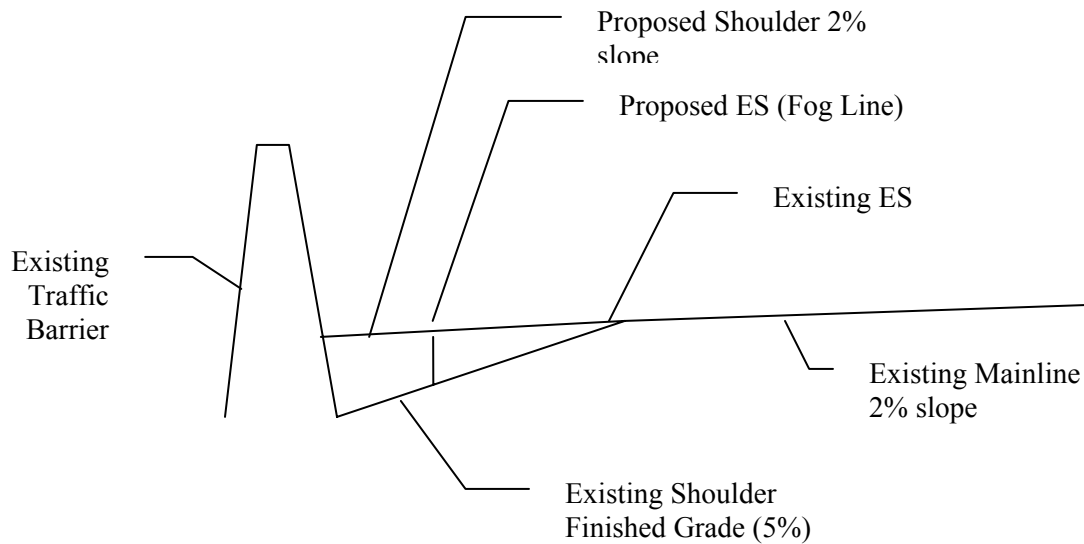 Proposed Shoulder 2%
slope
Proposed ES (Fog Line)
Existing ES
Existing
Traffic
Barrier
Existing Mainline
2% slope
Existing Shoulder
Finished Grade (5%)